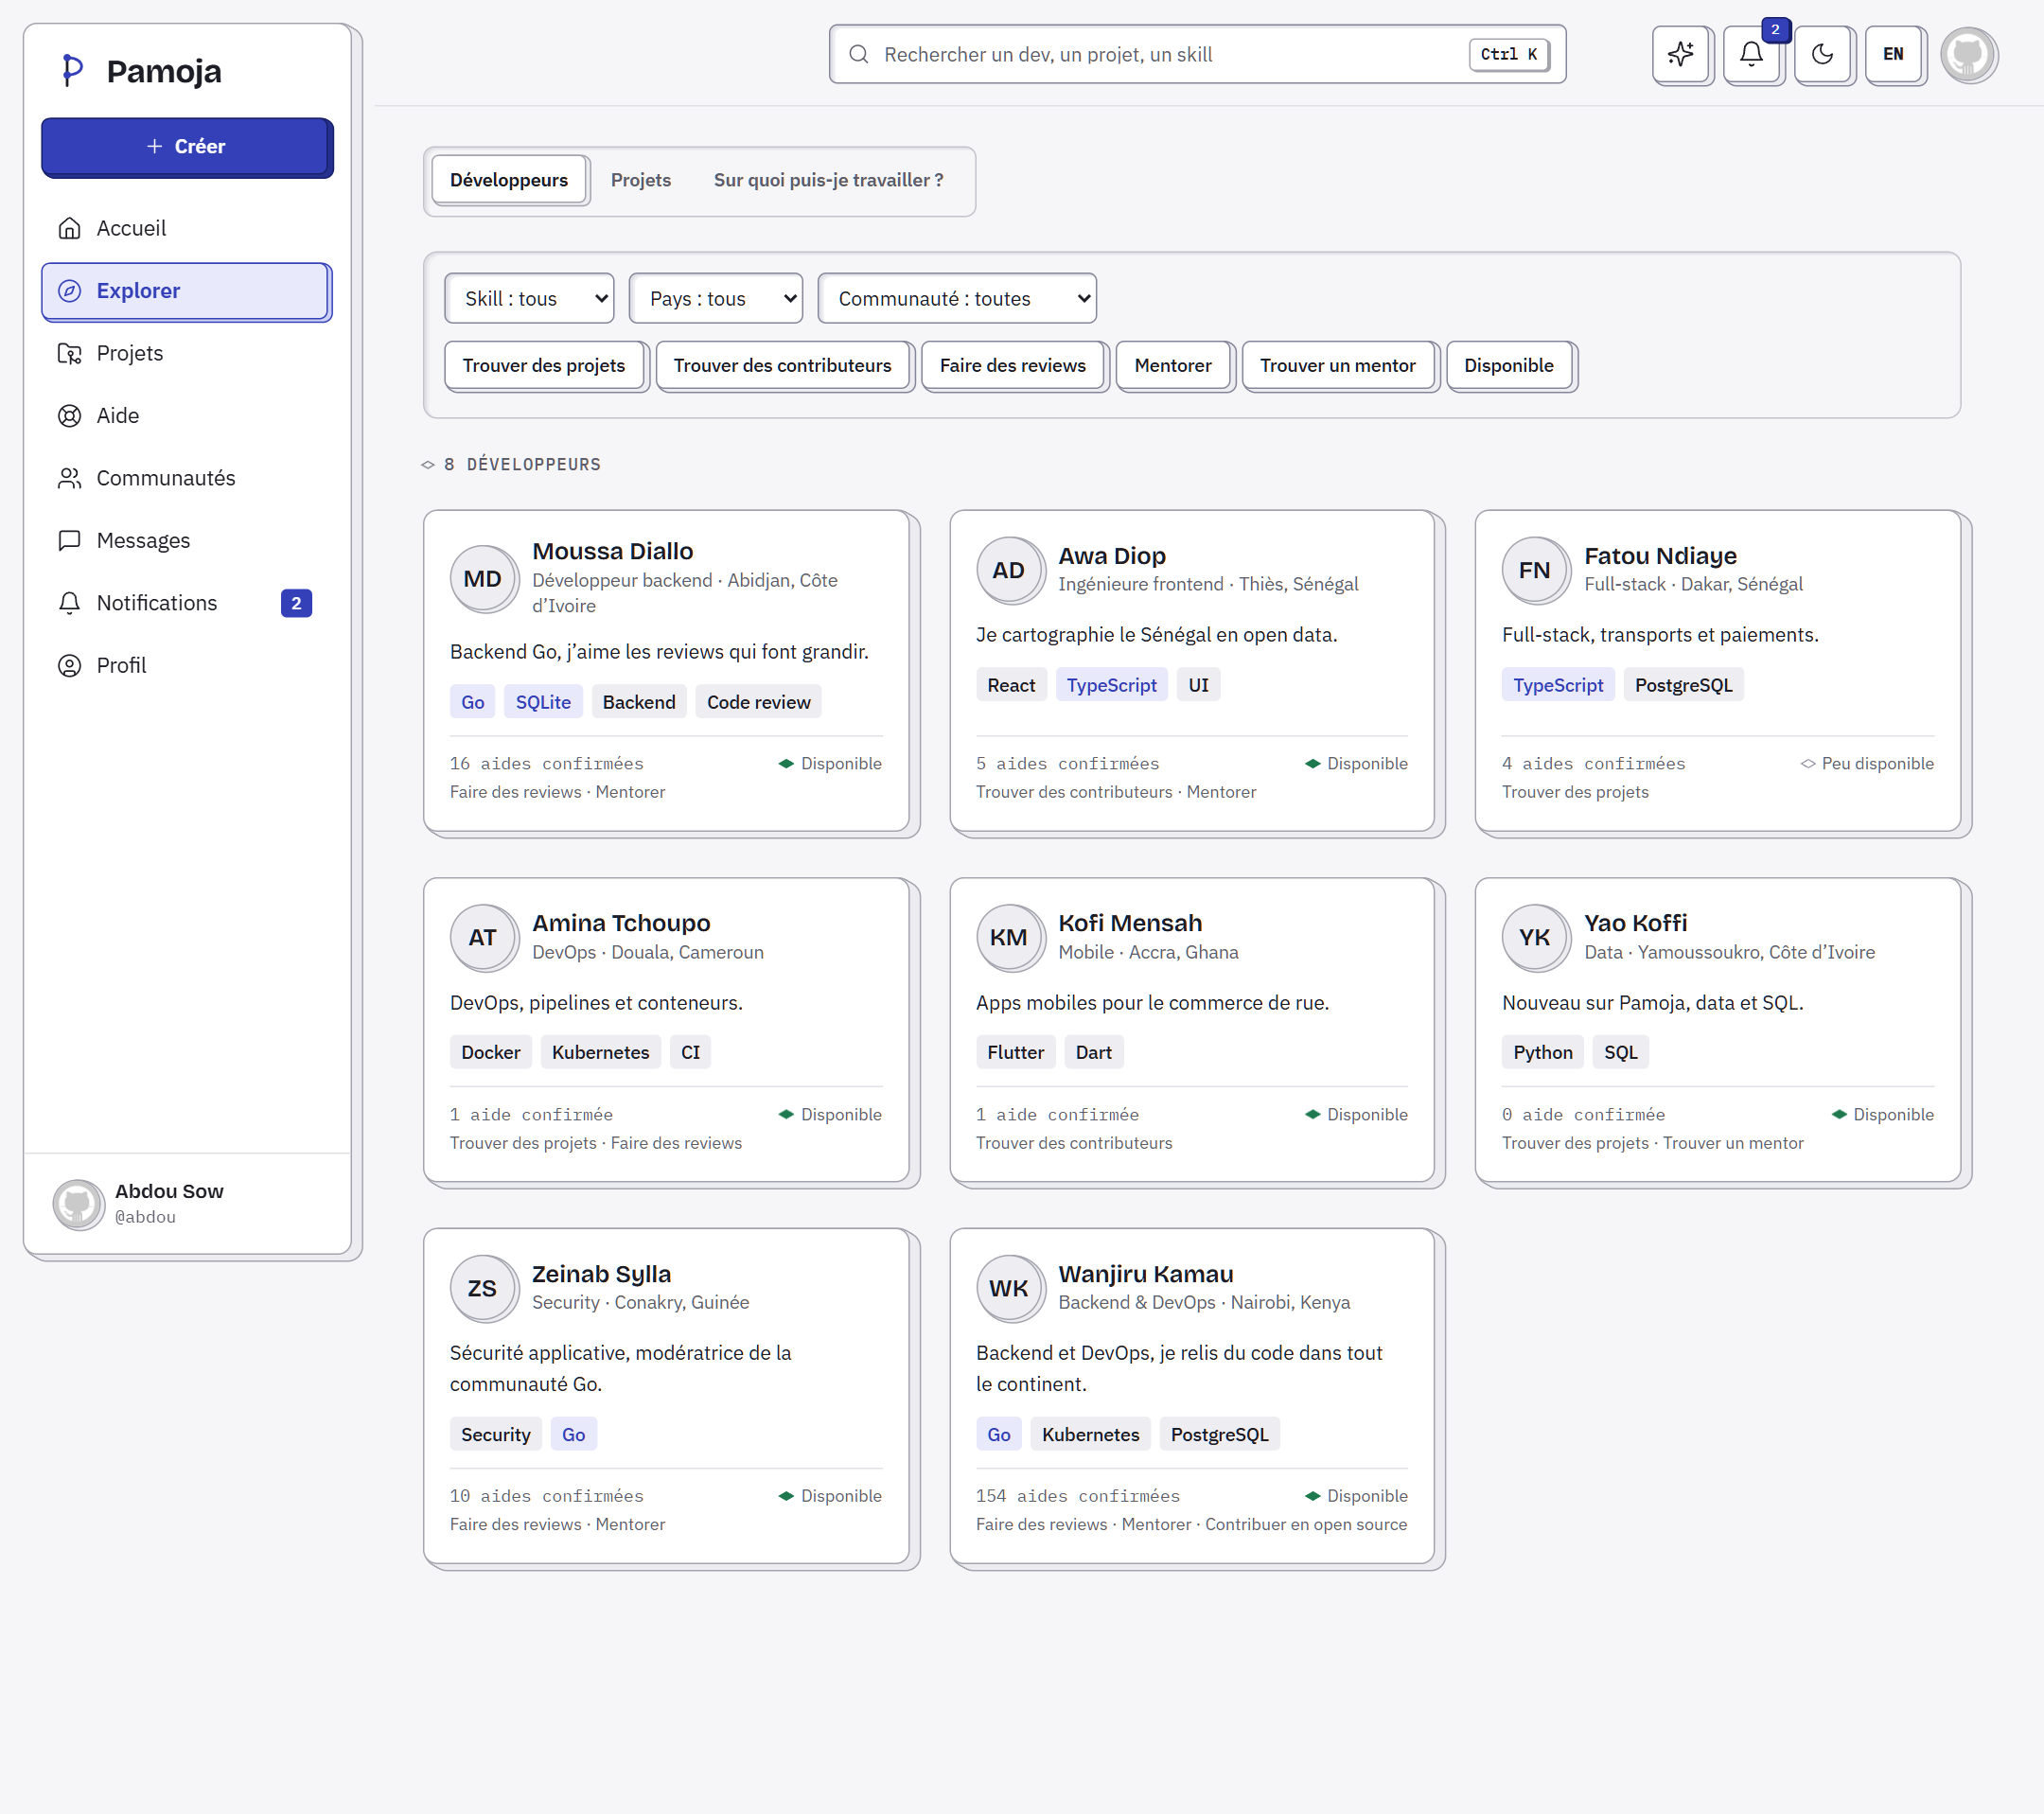 Pamoja
Créer
Accueil
Explorer
Projets
Aide
Communautés
Messages
Notifications 2
Profil
Abdou Sow
@abdou
Rechercher un dev, un projet, un skill Ctrl K
2
EN
Développeurs Projets Sur quoi puis-je travailler ?
Skill : tous Pays : tous Communauté : toutes
Trouver des projets Trouver des contributeurs Faire des reviews Mentorer Trouver un mentor Disponible
8 DÉVELOPPEURS
MD
Moussa Diallo
Développeur backend · Abidjan, Côte
d’Ivoire
Backend Go, j’aime les reviews qui font grandir.
Go SQLite Backend Code review
16 aides confirmées Disponible
Faire des reviews · Mentorer
AD
Awa Diop
Ingénieure frontend · Thiès, Sénégal
Je cartographie le Sénégal en open data.
React TypeScript UI
5 aides confirmées Disponible
Trouver des contributeurs · Mentorer
FN
Fatou Ndiaye
Full-stack · Dakar, Sénégal
Full-stack, transports et paiements.
TypeScript PostgreSQL
4 aides confirmées Peu disponible
Trouver des projets
AT
Amina Tchoupo
DevOps · Douala, Cameroun
DevOps, pipelines et conteneurs.
Docker Kubernetes CI
1 aide confirmée Disponible
Trouver des projets · Faire des reviews
KM
Kofi Mensah
Mobile · Accra, Ghana
Apps mobiles pour le commerce de rue.
Flutter Dart
1 aide confirmée Disponible
Trouver des contributeurs
YK
Yao Koffi
Data · Yamoussoukro, Côte d’Ivoire
Nouveau sur Pamoja, data et SQL.
Python SQL
0 aide confirmée Disponible
Trouver des projets · Trouver un mentor
ZS
Zeinab Sylla
Security · Conakry, Guinée
Sécurité applicative, modératrice de la
communauté Go.
Security Go
10 aides confirmées Disponible
Faire des reviews · Mentorer
WK
Wanjiru Kamau
Backend & DevOps · Nairobi, Kenya
Backend et DevOps, je relis du code dans tout
le continent.
Go Kubernetes PostgreSQL
154 aides confirmées Disponible
Faire des reviews · Mentorer · Contribuer en open source